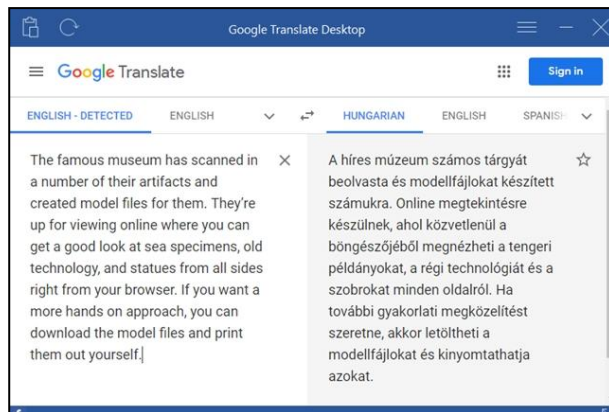 Google Translate Desktop
Google Translate
Sign in
ENGLISH - DETECTED
ENGLISH
HUNGARIAN
ENGLISH
SPANISH
The famous museum has scanned in
a number of their artifacts and
created model files for them. They're
up for viewing online where you can
get a good look at sea specimens, old
technology, and statues from all sides
right from your browser. If you want a
more hands on approach, you can
download the model files and print
them out yourself.
A híres múzeum számos tárgyát
beolvasta és modellfájlokat készített
számukra. Online megtekintésre
készülnek, ahol közvetlenül a
böngészőjéből megnézheti a tengeri
példányokat, a régi technológiát és a
szobrokat minden oldalról. Ha
további gyakorlati megközelítést
szeretne, akkor letöltheti a
modellfájlokat és kinyomtathatja
azokat.